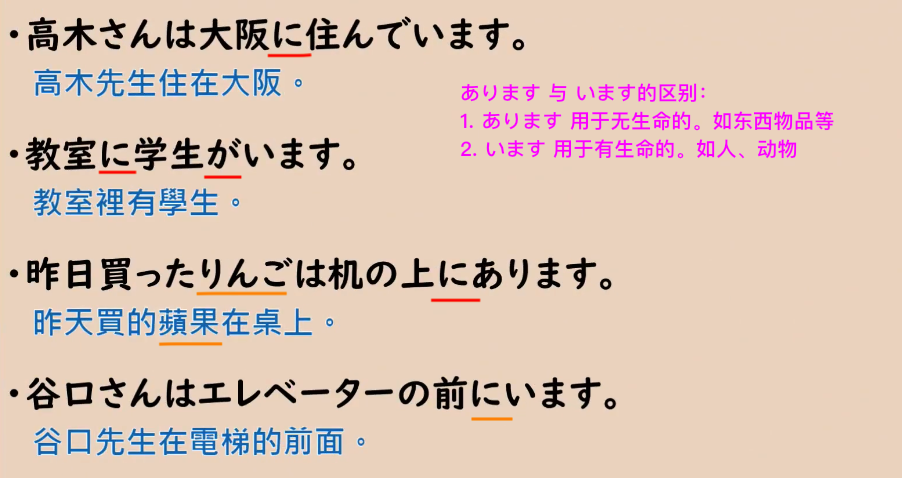 ・高木さんは大阪に住んでいます。
高木先生住在大阪。
あります 与 います的区别：
1. あります 用于无生命的。如东西物品等
2. います 用于有生命的。如人、动物
・教室に学生がいます。
教室裡有學生。
・昨日買ったりんごは机の上にあります。
昨天買的蘋果在桌上。
・谷口さんはエレベーターの前にいます。
谷口先生在電梯的前面。